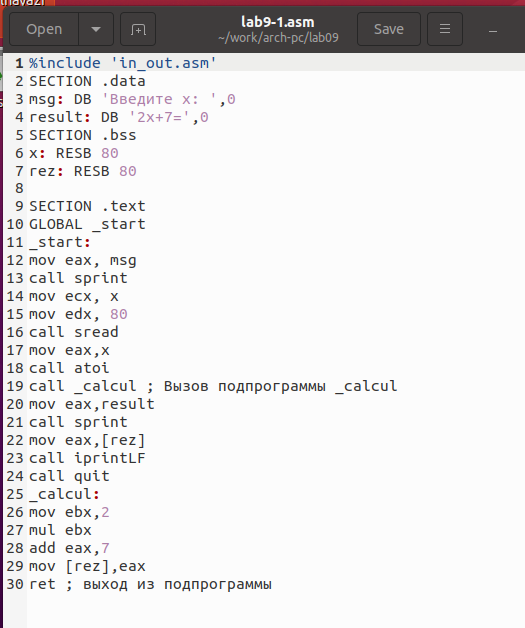 Open
lab9-1.asm
~/work/arch-pc/lab09
Save
1 %include 'in_out.asm'
2 SECTION .data
3 msg: DB 'Введите x: ',0
4 result: DB '2x+7=',0
5 SECTION .bss
6 x: RESB 80
7 rez: RESB 80
8
9 SECTION .text
10 GLOBAL _start
11 _start:
12 mov eax, msg
13 call sprint
14 mov ecx, x
15 mov edx, 80
16 call sread
17 mov eax,x
18 call atoi
19 call _calcul ; Вызов подпрограммы _calcul
20 mov eax,result
21 call sprint
22 mov eax,[rez]
23 call iprintLF
24 call quit
25 _calcul:
26 mov ebx,2
27 mul ebx
28 add eax,7
29 mov [rez],eax
30 ret ; выход из подпрограммы